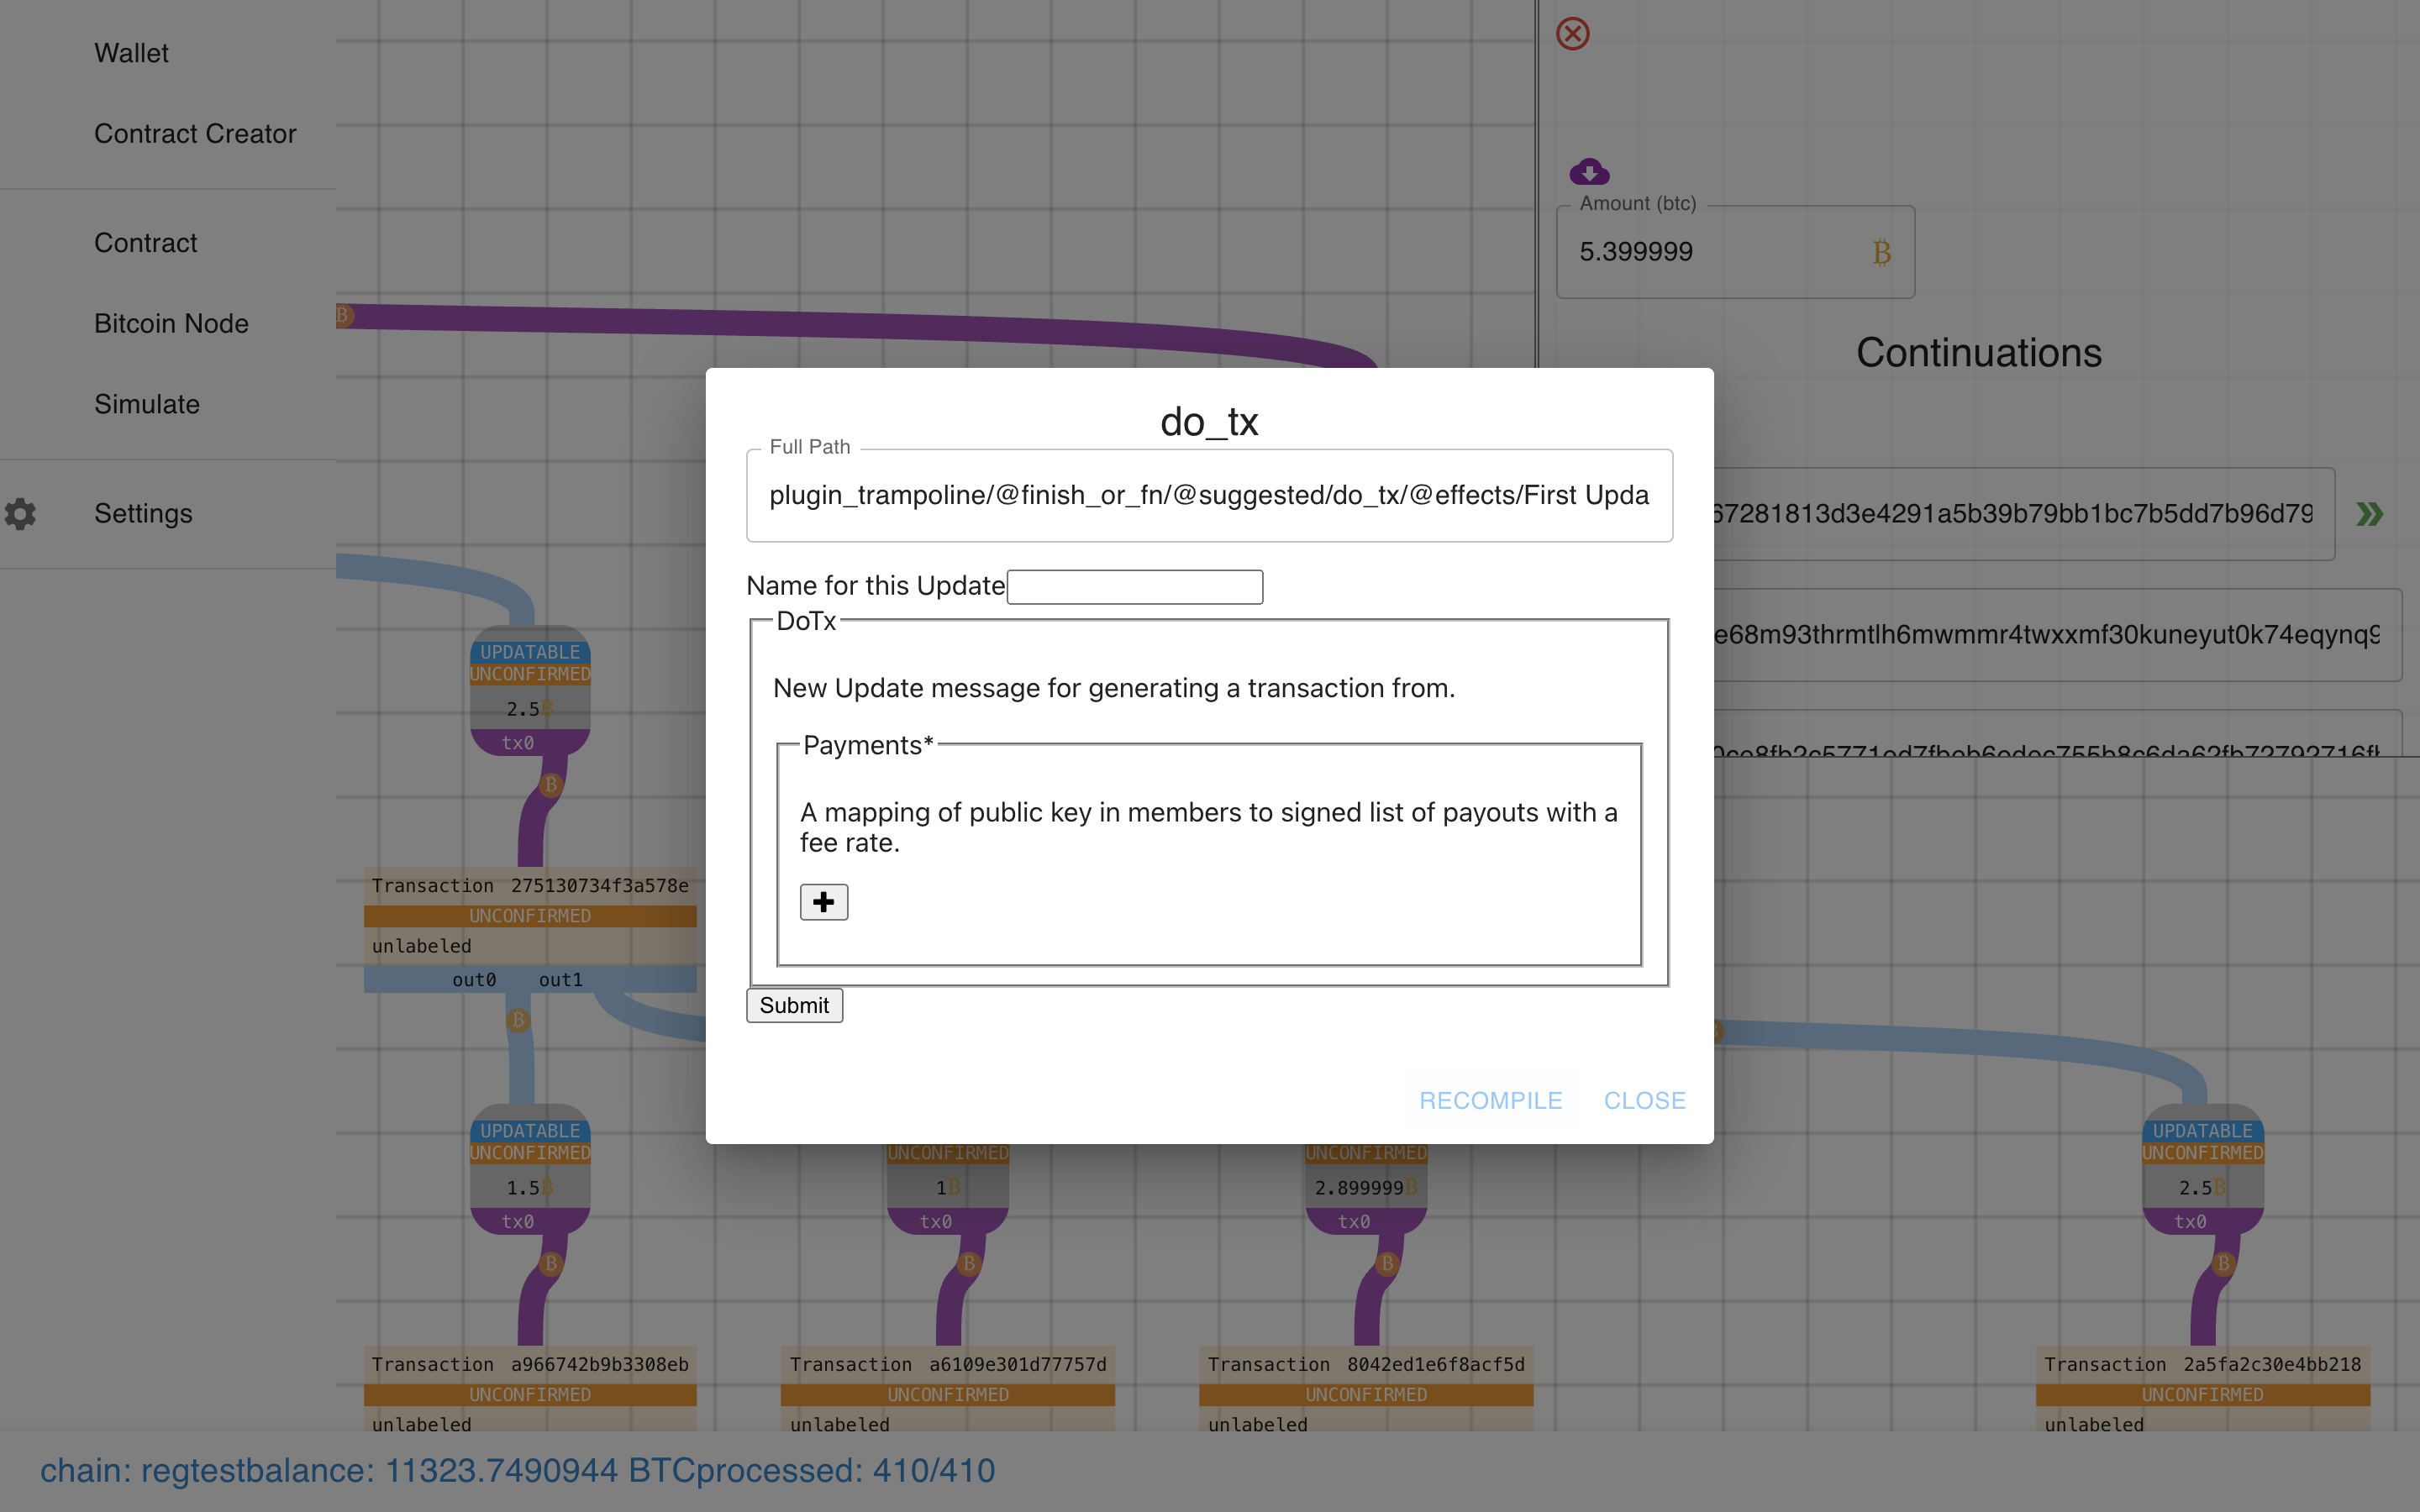 Wallet
Contract Creator
Contract
Bitcoin Node
Simulate
Settings
Amount (btc)
5.399999
Continuations
67281813d3e4291a5b39b79bb1bc7b5dd7b96d79
e68m93thrmtlh6mwmmr4twxxmf30kuneyut0k74eqynq9
do_tx
Full Path
plugin_trampoline/@finish_or_fn/@suggested/do_tx/@effects/First Upda
Name for this Update
DoTx
New Update message for generating a transaction from.
Payments*
A mapping of public key in members to signed list of payouts with a
fee rate.
Submit
RECOMPILE CLOSE
UPDATABLE
UNCONFIRMED
2.5
tx0
Transaction 275130734f3a578e
UNCONFIRMED
unlabeled
out0 out1
UPDATABLE
UNCONFIRMED
1.5
tx0
UNCONFIRMED
1
tx0
UNCONFIRMED
2.899999
tx0
UPDATABLE
UNCONFIRMED
2.5
tx0
Transaction a966742b9b3308eb
UNCONFIRMED
unlabeled
Transaction a6109e301d77757d
UNCONFIRMED
unlabeled
Transaction 8042ed1e6f8acf5d
UNCONFIRMED
unlabeled
Transaction 2a5fa2c30e4bb218
UNCONFIRMED
unlabeled
chain: regtestbalance: 11323.7490944 BTCprocessed: 410/410